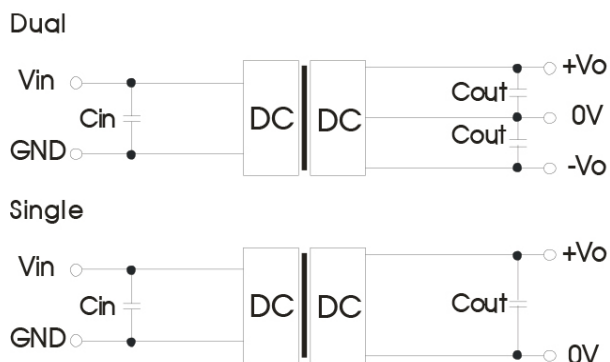 Dual
Vin Cin GND DC DC Cout Cout +Vo 0V -Vo
Single
Vin Cin GND DC DC Cout +Vo 0V